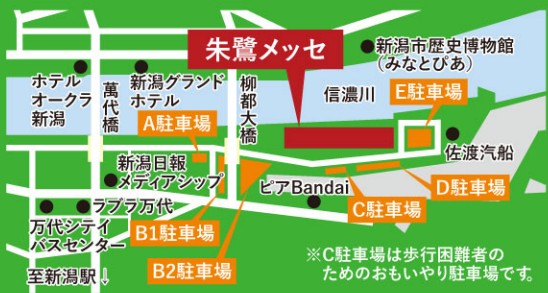 朱鷺メッセ
新潟市歴史博物館
(みなとぴあ)
ホテル
オークラ
新潟
萬代橋
新潟グランド
ホテル
柳都大橋
信濃川
E駐車場
A駐車場
佐渡汽船
新潟日報
メディアシップ
ピアBandai
D駐車場
C駐車場
ラブラ万代
B1駐車場
万代シテイ
バスセンター
B2駐車場
至新潟駅↓
※C駐車場は歩行困難者の
ためのおもいやり駐車場です。